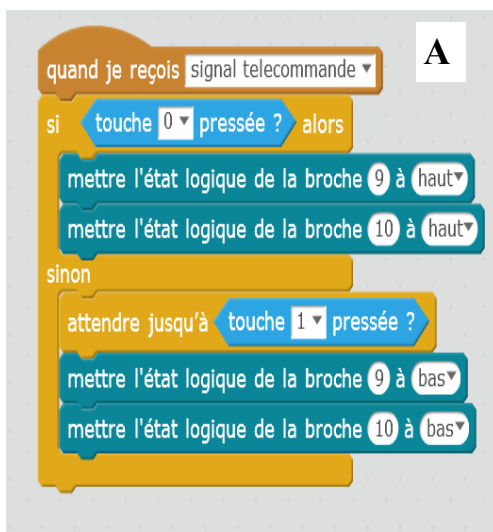 A
quand je reçois signal telecommande
si touche 0 pressée ? alors
mettre l'état logique de la broche 9 à haut
mettre l'état logique de la broche 10 à haut
sinon
attendre jusqu'à touche 1 pressée ?
mettre l'état logique de la broche 9 à bas
mettre l'état logique de la broche 10 à bas